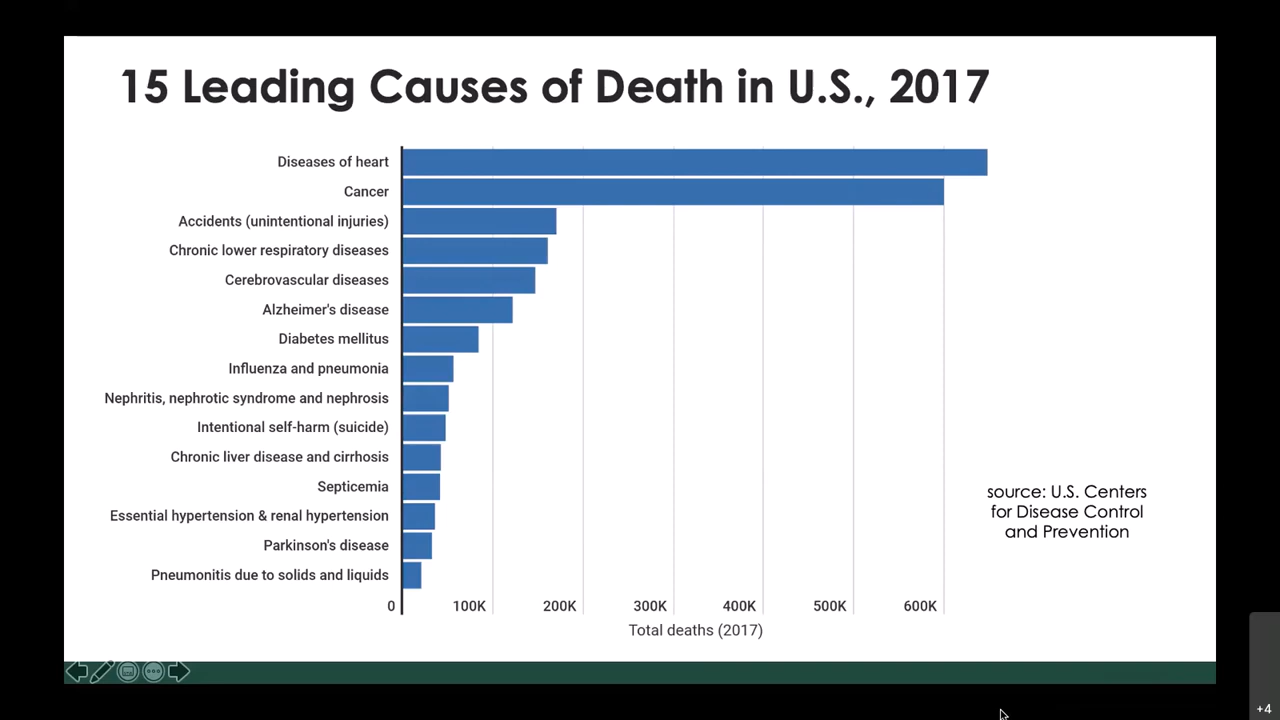 15 Leading Causes of Death in U.S., 2017
Diseases of heart
Cancer
Accidents (unintentional injuries)
Chronic lower respiratory diseases
Cerebrovascular diseases
Alzheimer's disease
Diabetes mellitus
Influenza and pneumonia
Nephritis, nephrotic syndrome and nephrosis
Intentional self-harm (suicide)
Chronic liver disease and cirrhosis
Septicemia
Essential hypertension & renal hypertension
Parkinson's disease
Pneumonitis due to solids and liquids
0 100K 200K 300K 400K 500K 600K
Total deaths (2017)
source: U.S. Centers
for Disease Control
and Prevention
+4